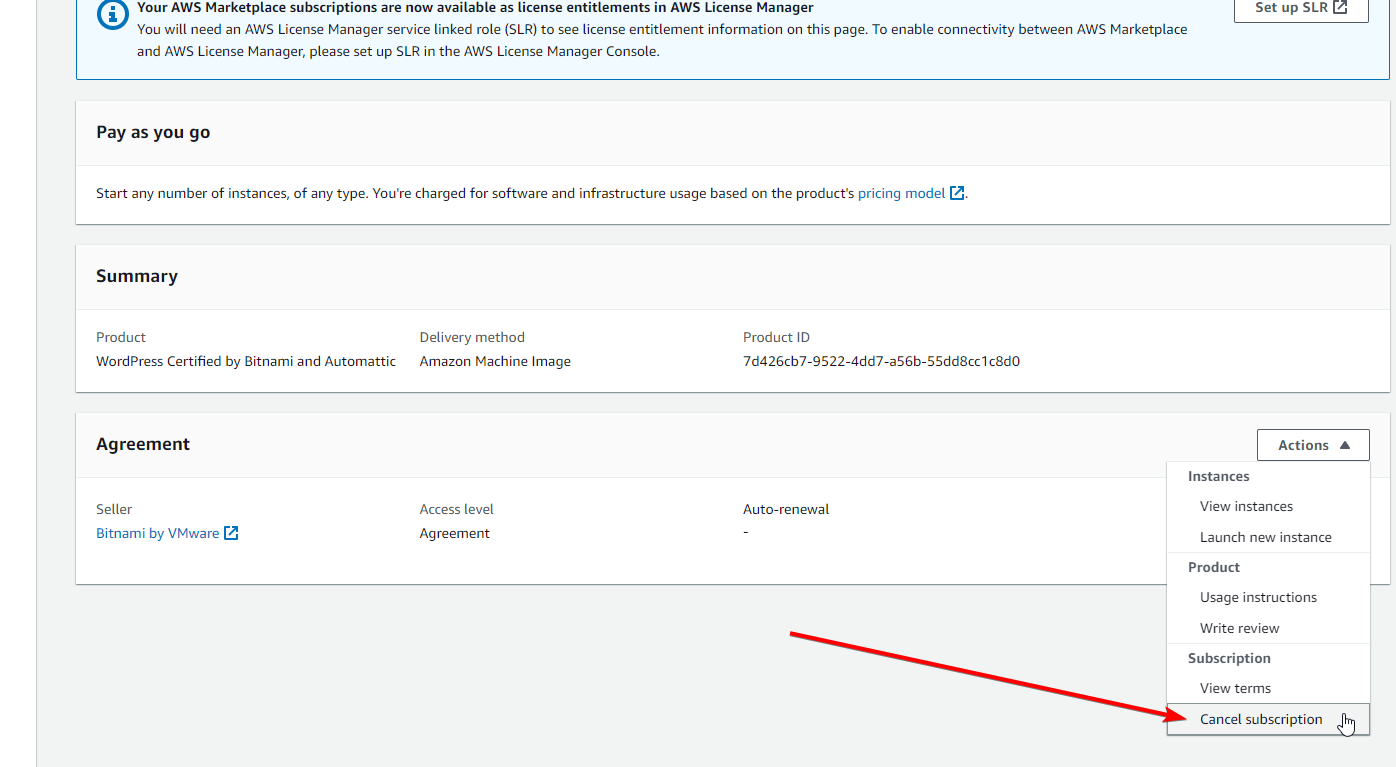 Your AWS Marketplace subscriptions are now available as license entitlements in AWS License Manager
Set up SLR
You will need an AWS License Manager service linked role (SLR) to see license entitlement information on this page. To enable connectivity between AWS Marketplace
and AWS License Manager, please set up SLR in the AWS License Manager Console.
Pay as you go
Start any number of instances, of any type. You're charged for software and infrastructure usage based on the product's pricing model.
Summary
Product
WordPress Certified by Bitnami and Automattic
Delivery method
Amazon Machine Image
Product ID
7d426cb7-9522-4dd7-a56b-55dd8cc1c8d0
Agreement
Actions
Seller
Bitnami by VMware
Access level
Agreement
Auto-renewal
-
Instances
View instances
Launch new instance
Product
Usage instructions
Write review
Subscription
View terms
Cancel subscription